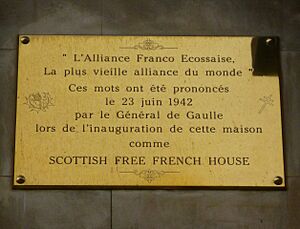 " L'Alliance Franco Ecossaise,
La plus vieille alliance du monde "
Ces mots ont été prononcés
le 23 juin 1942
par le Général de Gaulle
lors de l'inauguration de cette maison
comme
SCOTTISH FREE FRENCH HOUSE